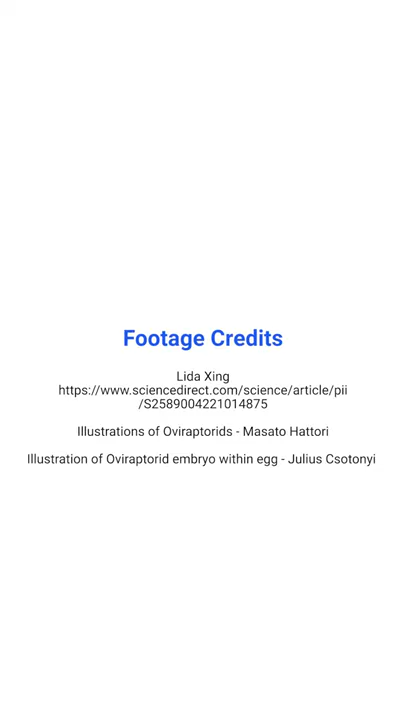 Footage Credits
Lida Xing
https://www.sciencedirect.com/science/article/pii
/S2589004221014875
Illustrations of Oviraptorids - Masato Hattori
Illustration of Oviraptorid embryo within egg - Julius Csotonyi